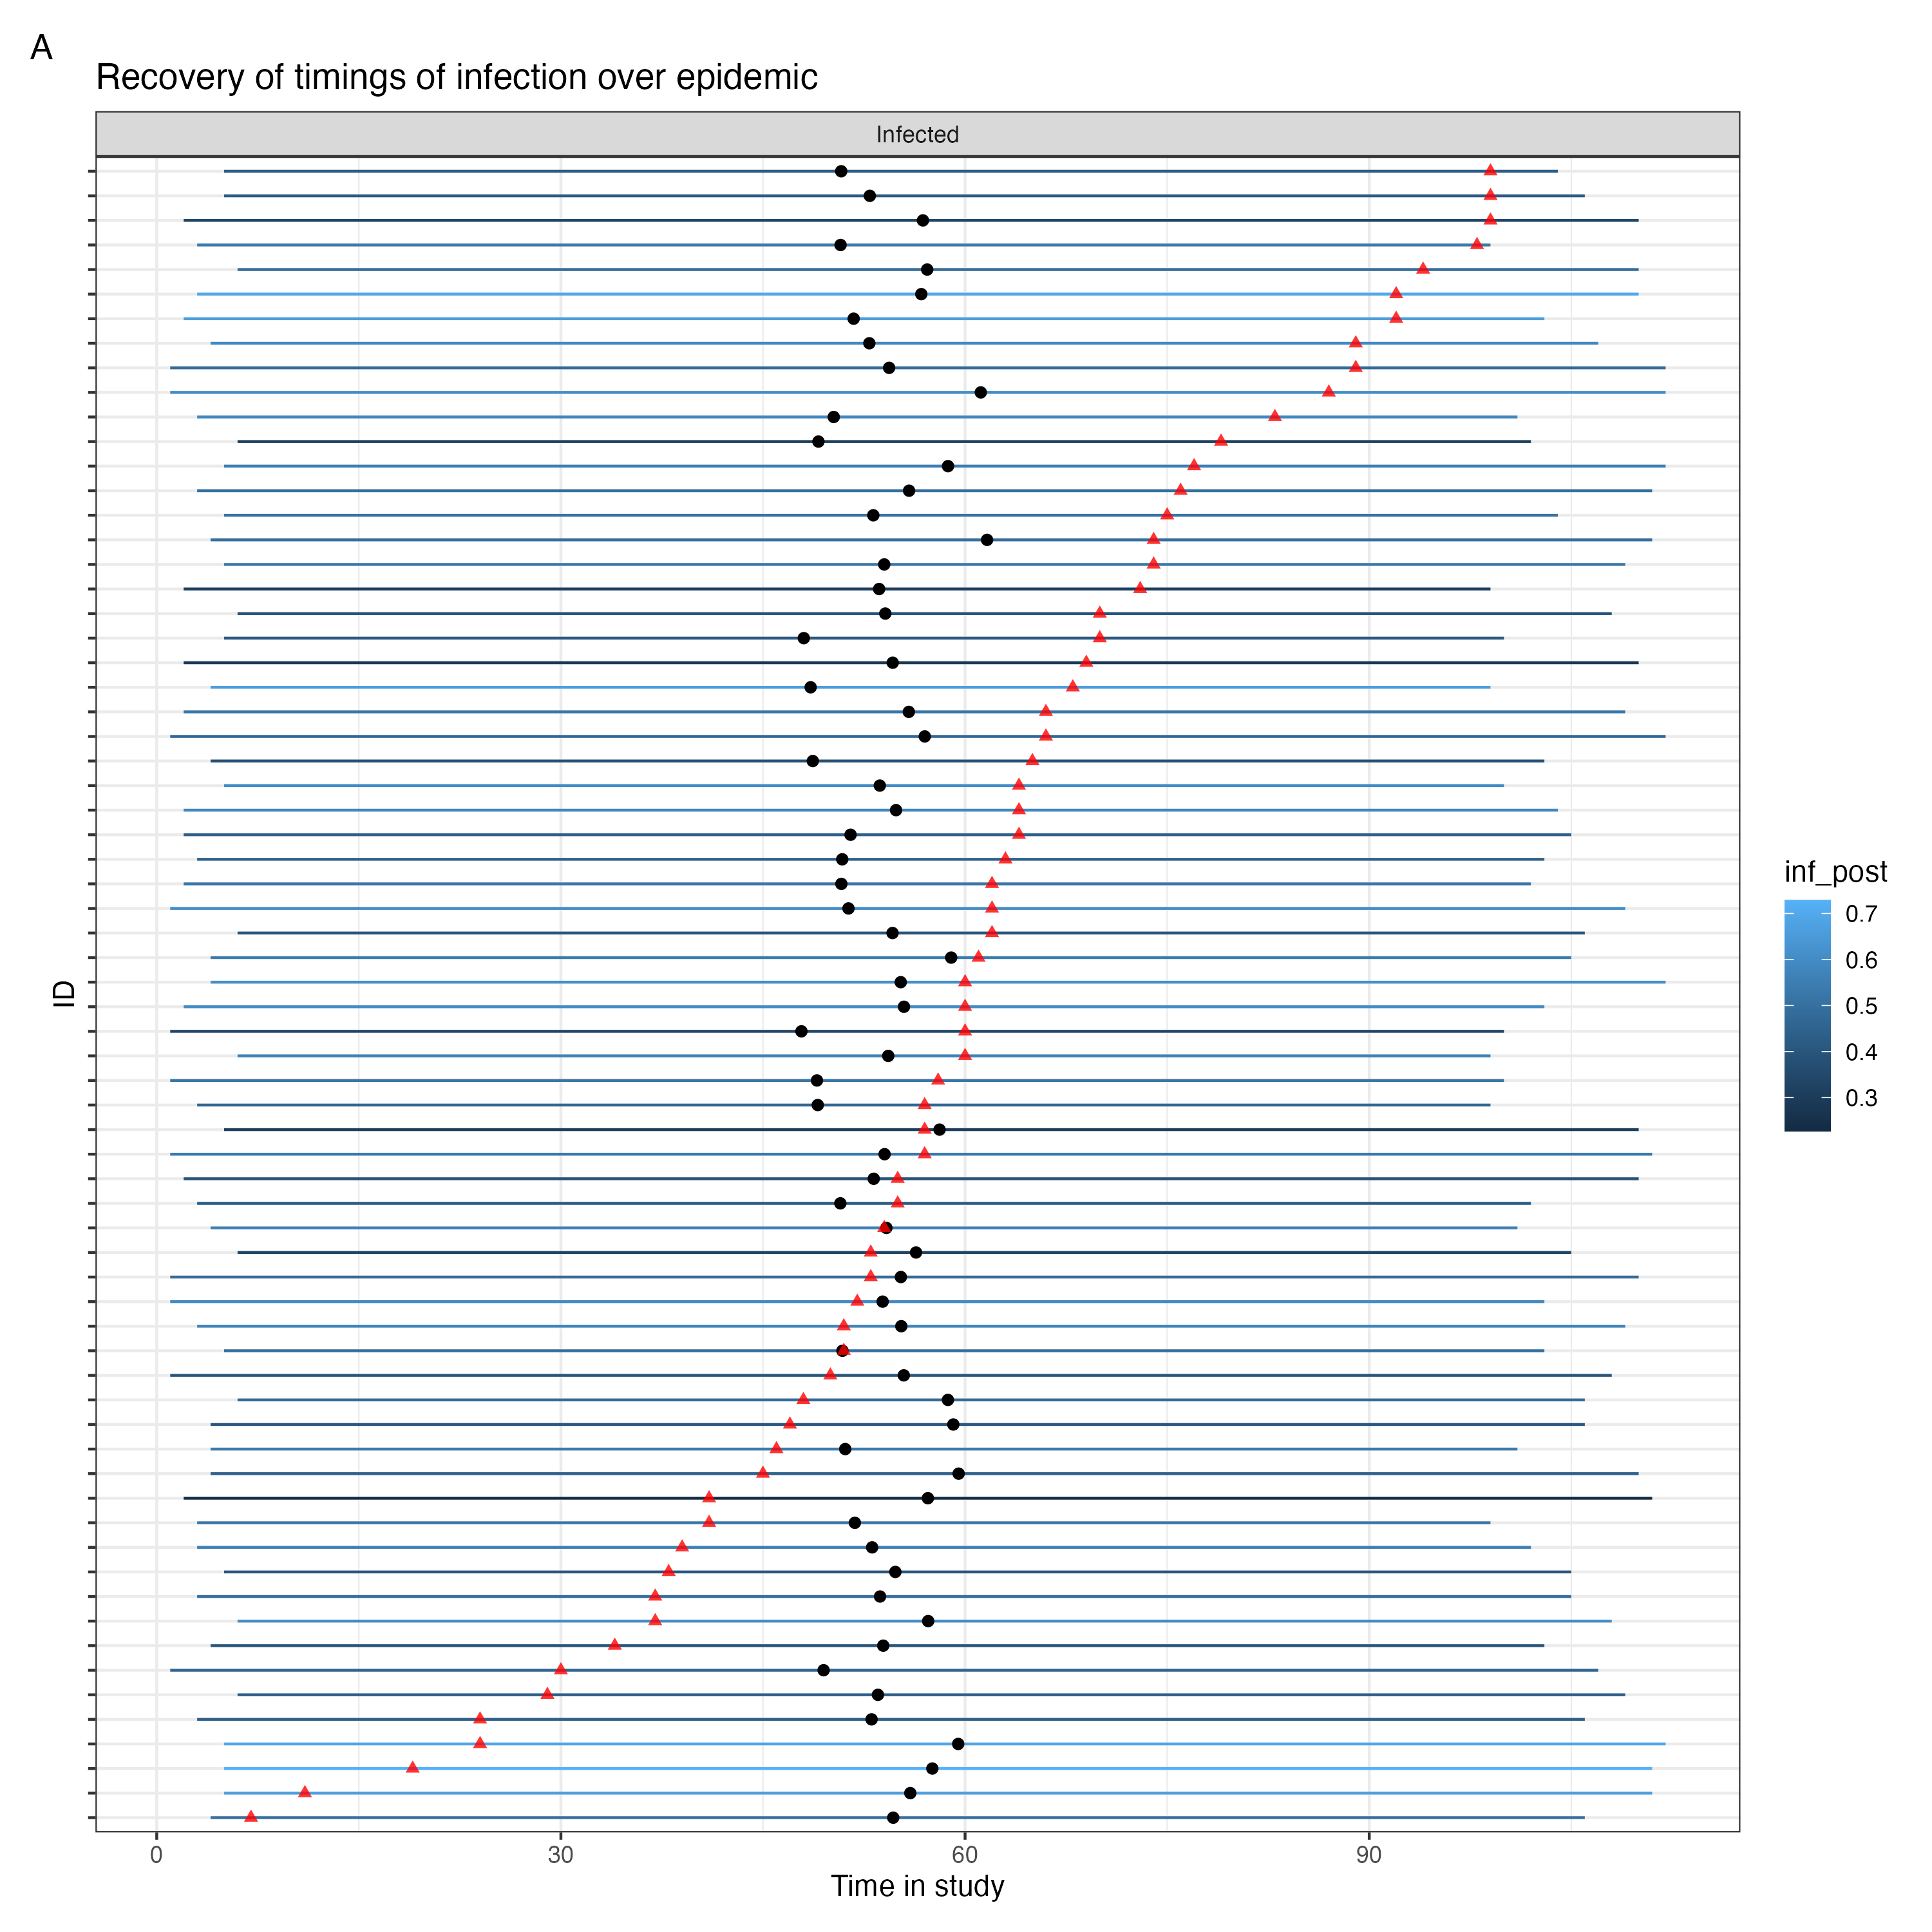 A
Recovery of timings of infection over epidemic
Infected
ID
inf_post
0.7
0.6
0.5
0.4
0.3
0
30
60
90
Time in study